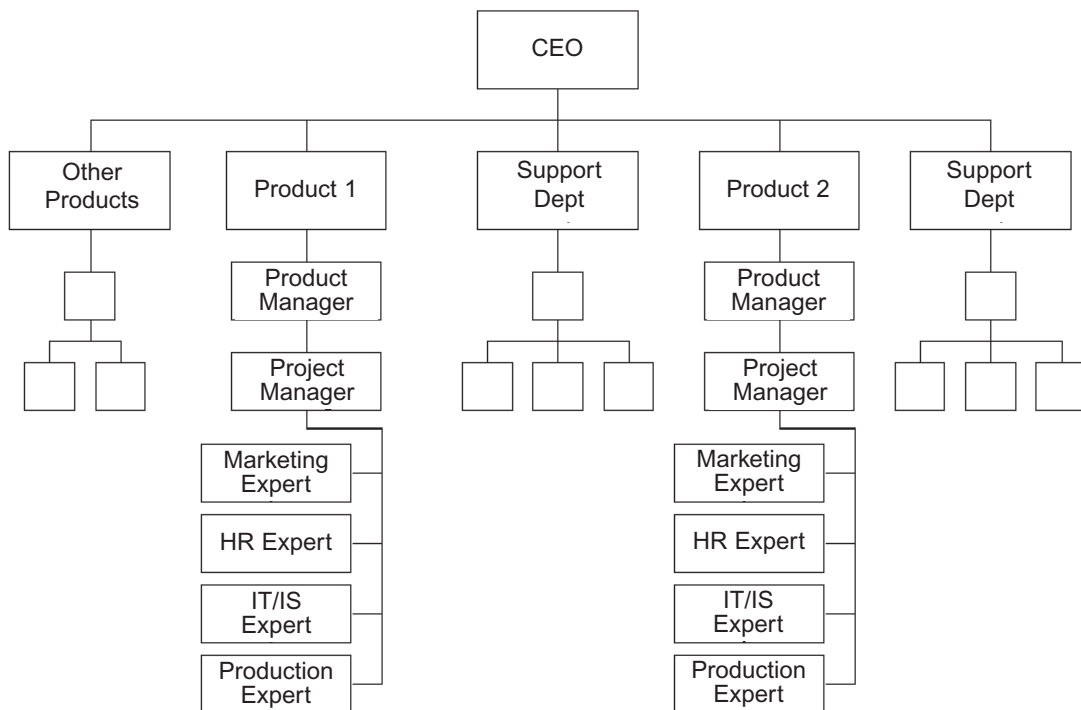 CEO
Other
Products
Product 1
Support
Dept
Product 2
Support
Dept
Product
Manager
Product
Manager
Project
Manager
Project
Manager
Marketing
Expert
HR Expert
IT/IS
Expert
Production
Expert
Marketing
Expert
HR Expert
IT/IS
Expert
Production
Expert